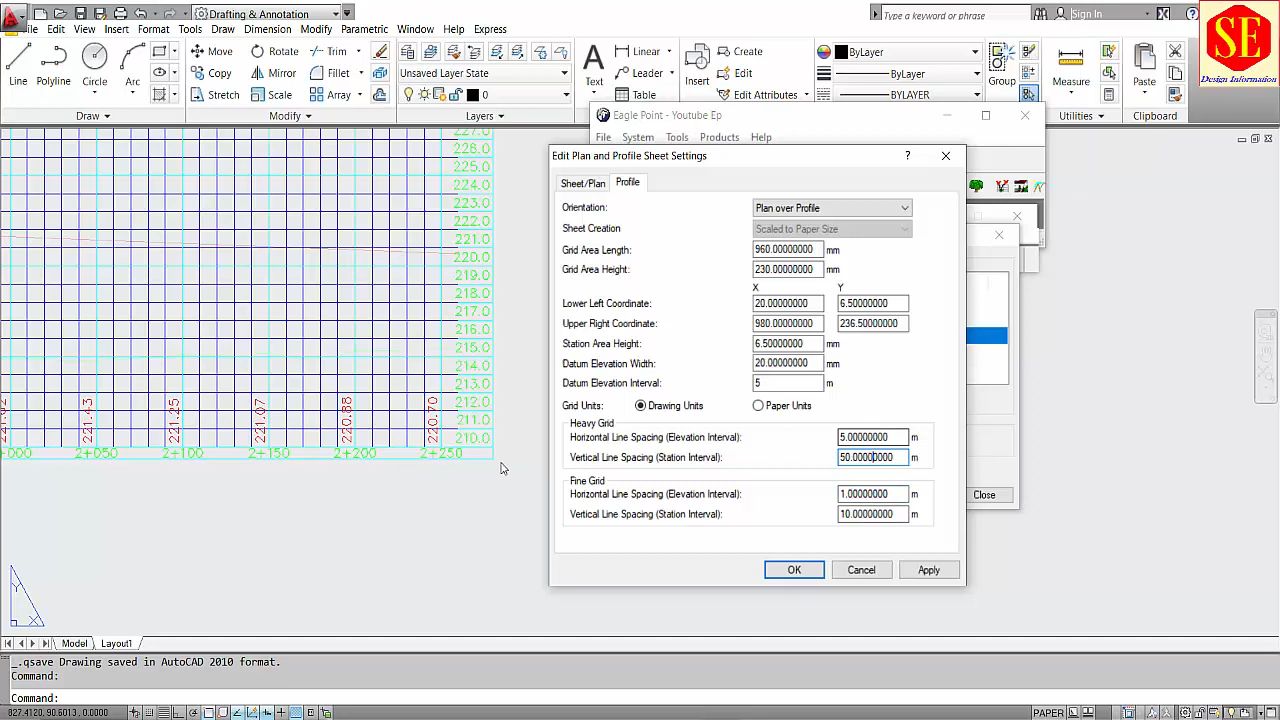 Drafting & Annotation
Type a keyword or phrase
Sign In
SE
Design Information
Edit View Insert Format Tools Draw Dimension Modify Parametric Window Help Express
Line Polyline Circle Arc
Move Rotate Trim
Copy Mirror Fillet
Stretch Scale Array
Unsaved Layer State
0
Text
Linear
Leader
Table
Insert
Create
Edit
Edit Attributes
ByLayer
ByLAYER
BYLAYER
Group
Measure
Paste
Draw Modify Layers Utilities Clipboard
Eagle Point - Youtube Ep
File System Tools Products Help
Edit Plan and Profile Sheet Settings
Sheet/Plan Profile
Orientation: Plan over Profile
Sheet Creation Scaled to Paper Size
Grid Area Length: 960.00000000 mm
Grid Area Height: 230.00000000 mm
X Y
Lower Left Coordinate: 20.00000000 6.50000000
Upper Right Coordinate: 980.00000000 236.50000000
Station Area Height: 6.50000000 mm
Datum Elevation Width: 20.00000000 mm
Datum Elevation Interval: 5 m
Grid Units: Drawing Units Paper Units
Heavy Grid
Horizontal Line Spacing (Elevation Interval): 5.00000000 m
Vertical Line Spacing (Station Interval): 50.00000000 m
Fine Grid
Horizontal Line Spacing (Elevation Interval): 1.00000000 m
Vertical Line Spacing (Station Interval): 10.00000000 m
OK Cancel Apply
Close
227.0
226.0
225.0
224.0
223.0
222.0
221.0
220.0
219.0
218.0
217.0
216.0
215.0
214.0
213.0
212.0
211.0
210.0
221.43
221.25
221.07
220.88
220.70
+000 2+050 2+100 2+150 2+200 2+250
Y
X
Model Layout1
_.qsave Drawing saved in AutoCAD 2010 format.
Command:
Command:
827.4120, 90.6013, 0.0000
PAPER